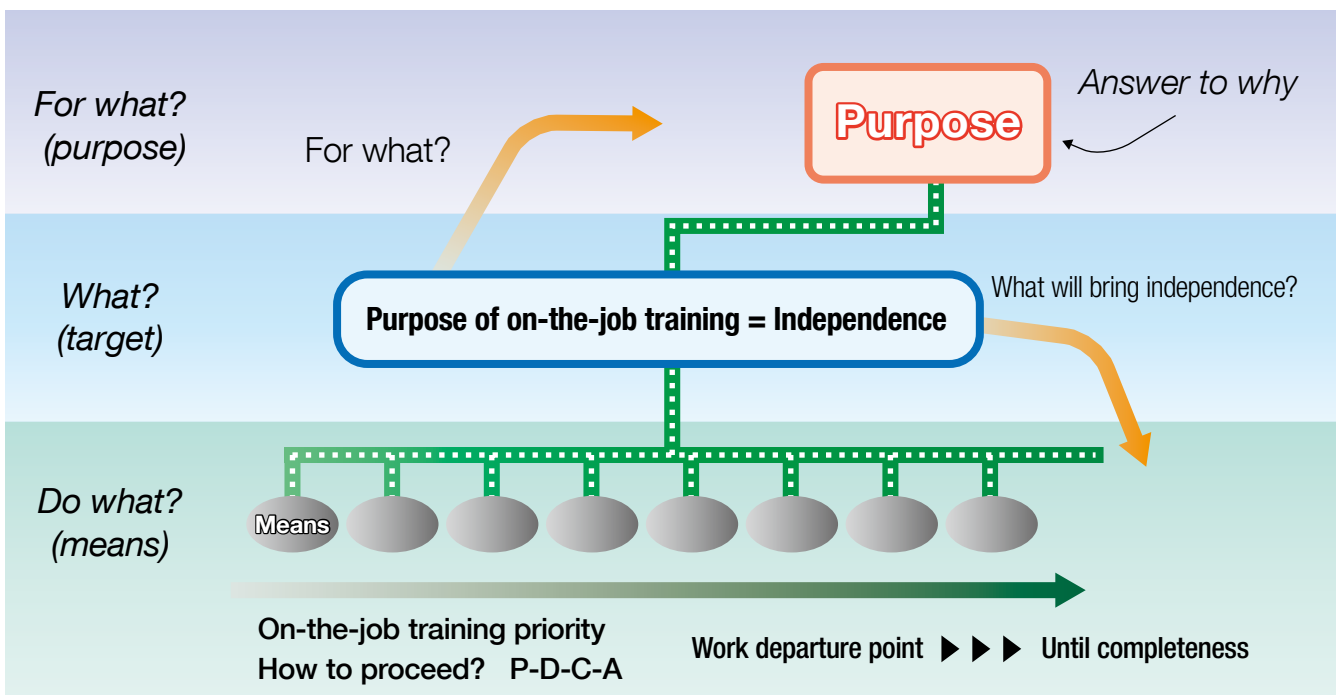 For what?
(purpose)
For what?
Purpose
Answer to why
What?
(target)
Purpose of on-the-job training = Independence
What will bring independence?
Do what?
(means)
Means
On-the-job training priority
How to proceed? P-D-C-A
Work departure point ▶ ▶ ▶ Until completeness